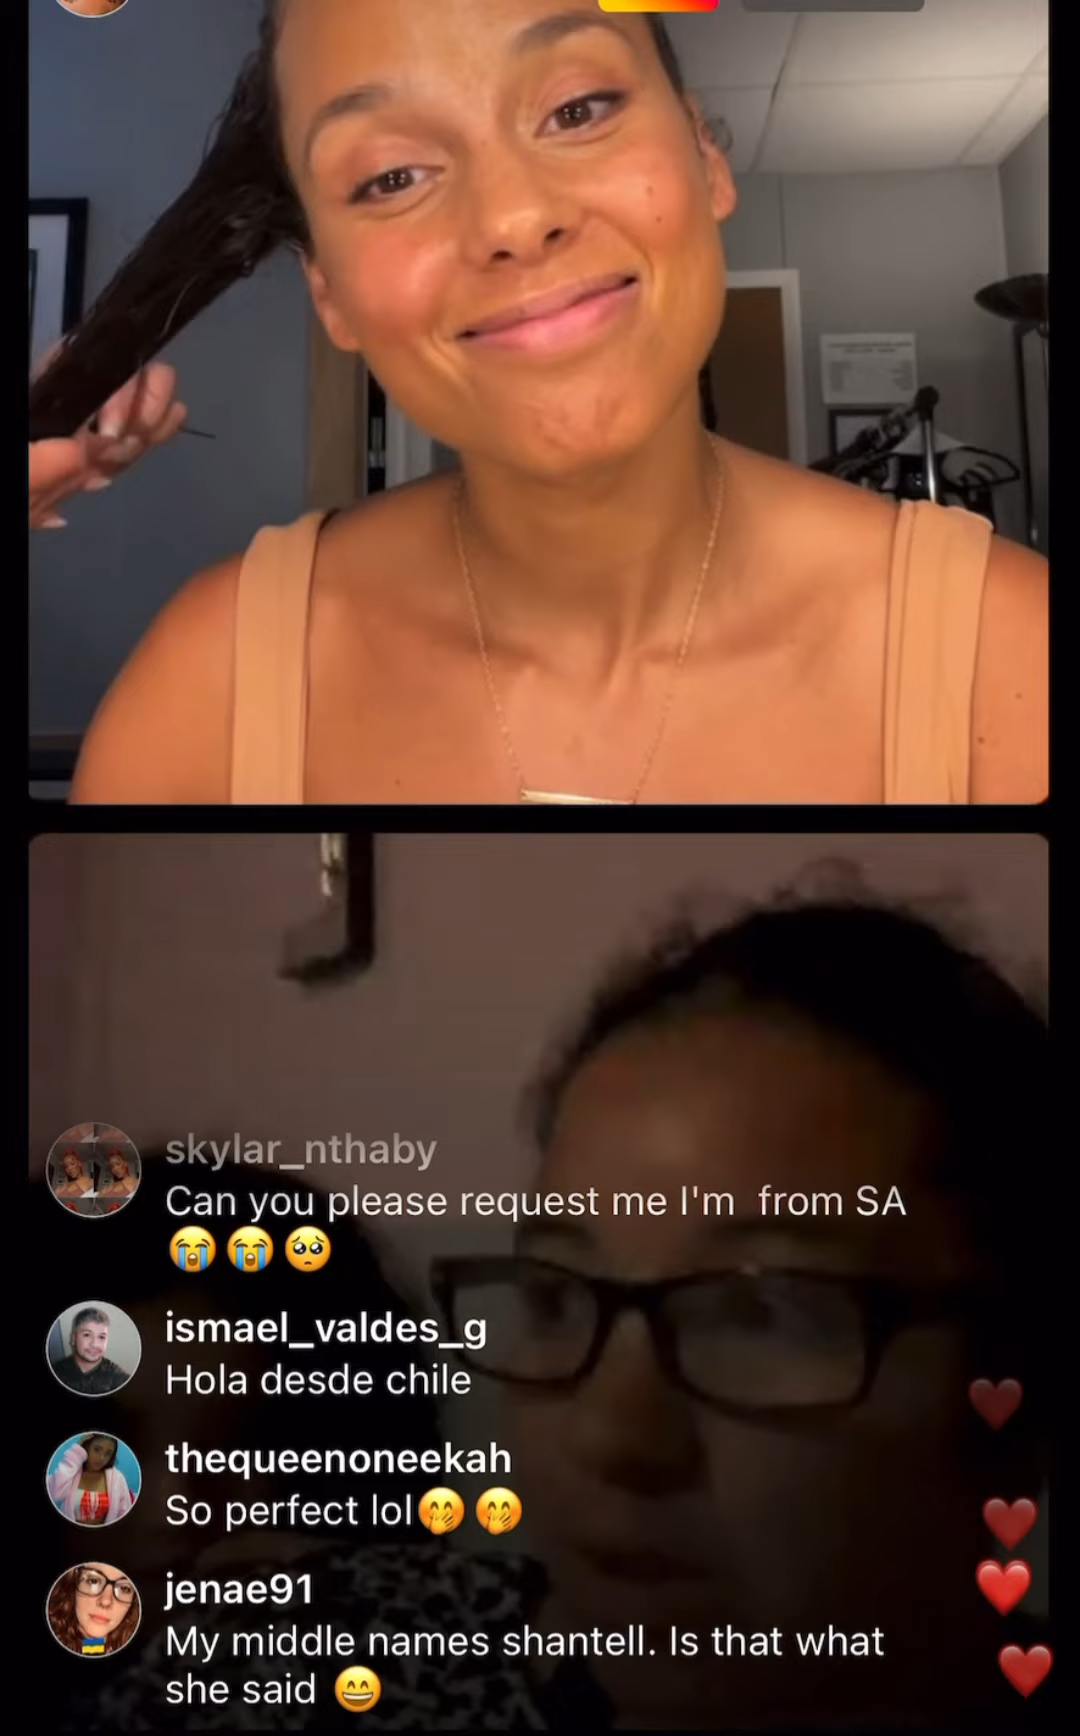 skylar_nthaby
Can you please request me I'm  from SA
😭😭🥺
ismael_valdes_g
Hola desde chile
thequeenoneekah
So perfect lol🤭🤭
jenae91
My middle names shantell. Is that what
she said 😄